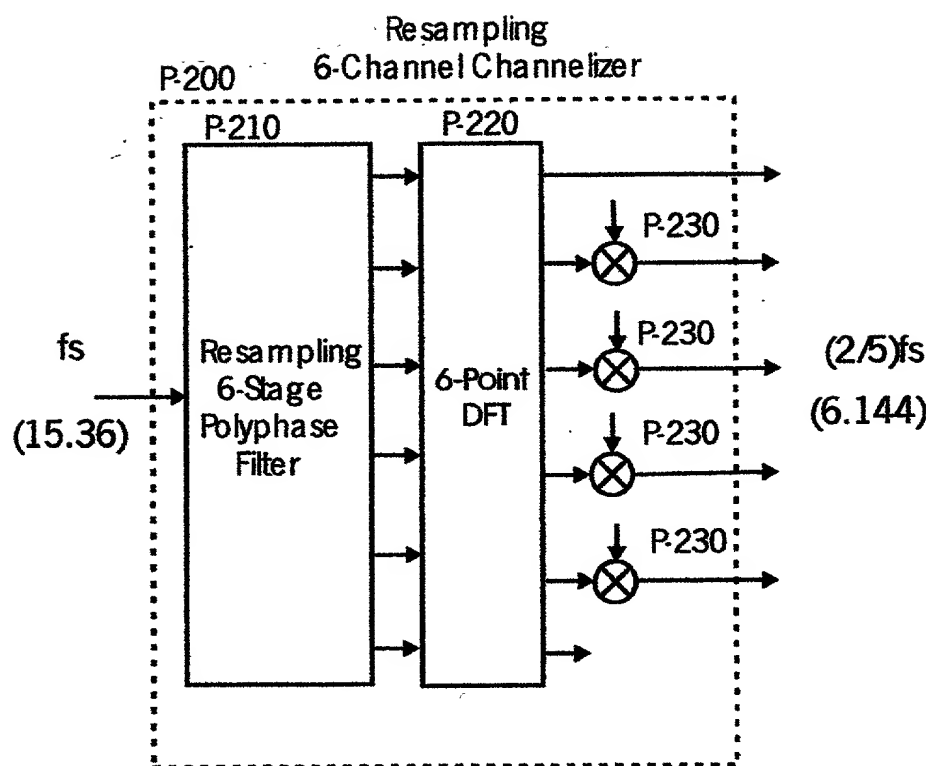 Resampling
6-Channel Channelizer
P-200
P-210
P-220
P-230
fs
(15.36)
Resampling
6-Stage
Polyphase
Filter
6-Point
DFT
P-230
(2/5)fs
(6.144)
P-230
P-230